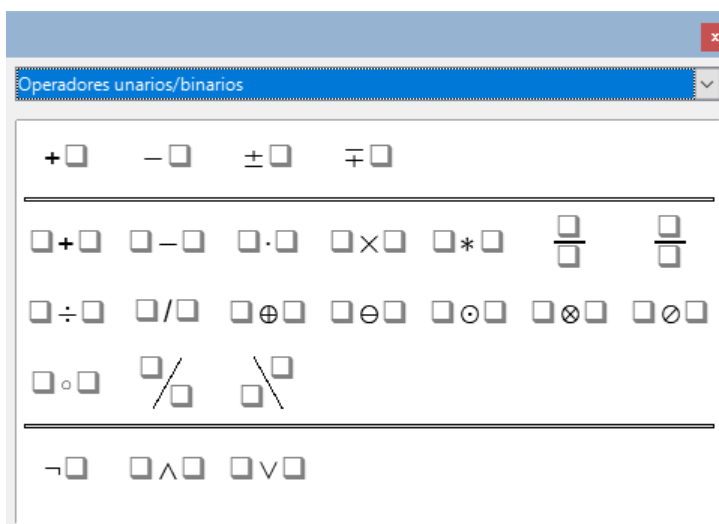 x
Operadores unarios/binarios
+□ −□ ±□ ∓□
□+□ □−□ □·□ □×□ □∗□ □/□ □/□
□÷□ □/□ □⊕□ □⊖□ □⊙□ □⊗□ □⊘□
□∘□ □/□ □\□
¬□ □∧□ □∨□